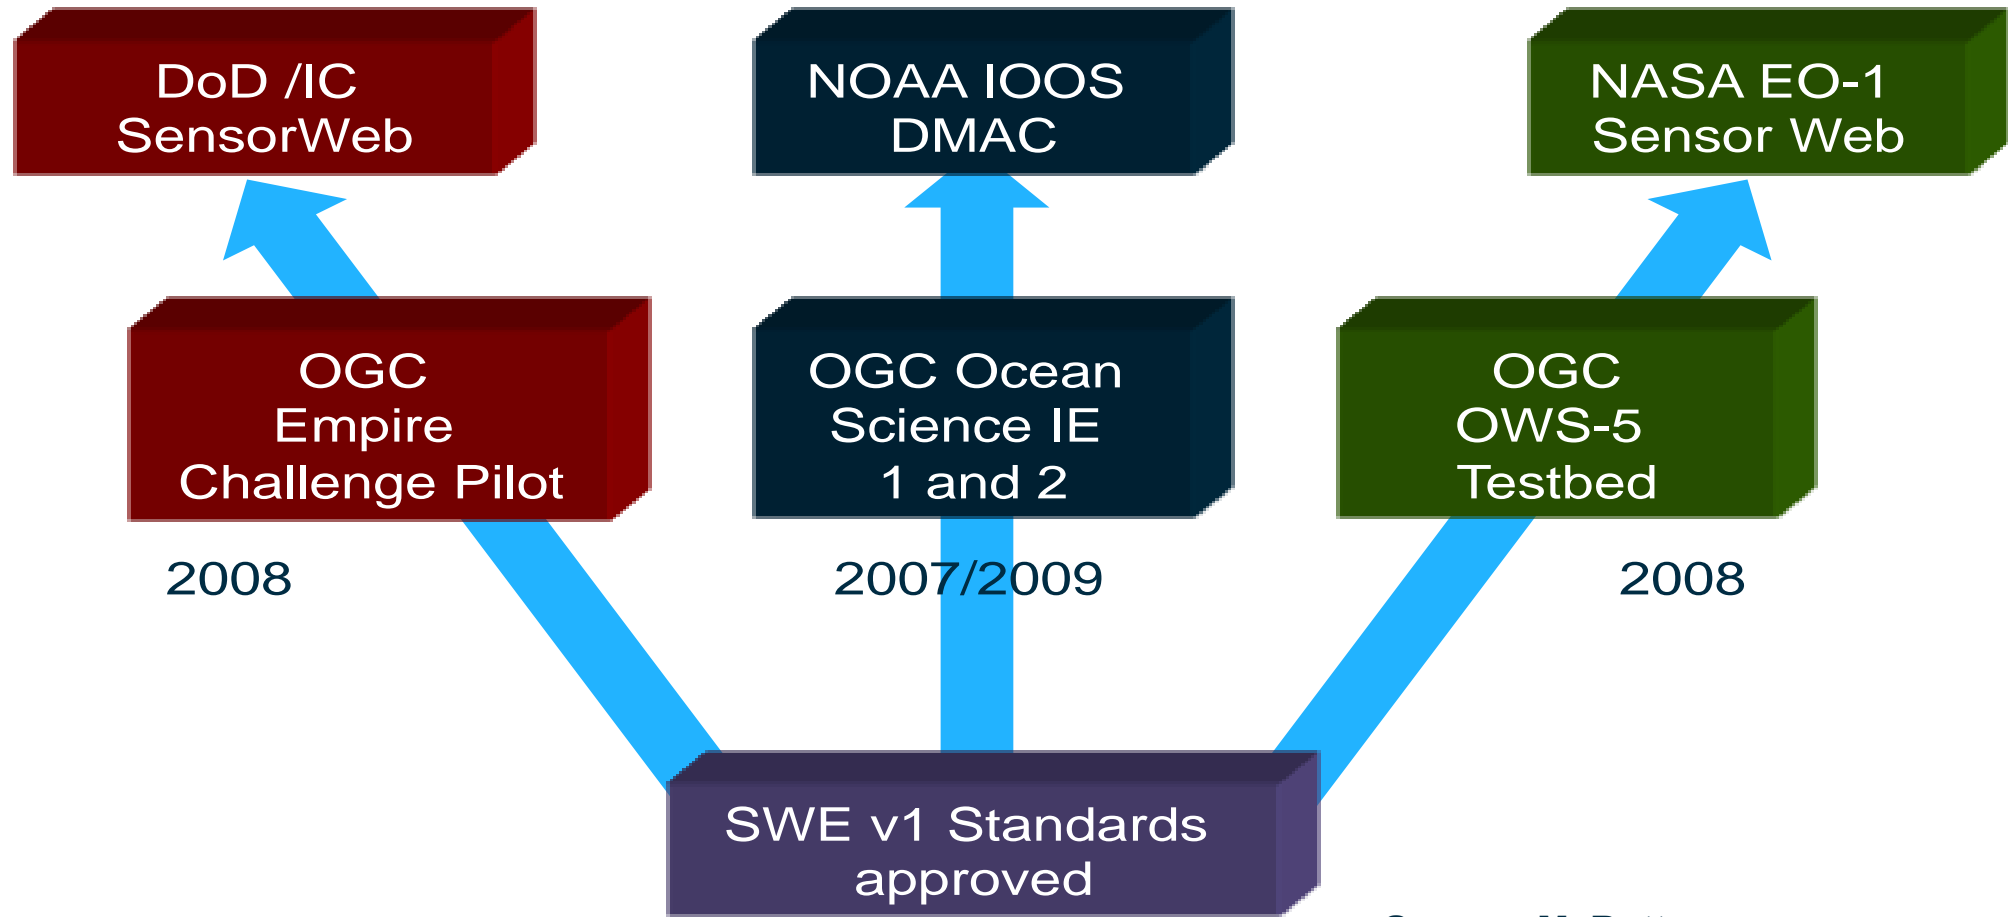 DoD /IC
SensorWeb
NOAA IOOS
DMAC
NASA EO-1
Sensor Web
OGC
Empire
Challenge Pilot
OGC Ocean
Science IE
1 and 2
OGC
OWS-5
Testbed
2008
2007/2009
2008
SWE v1 Standards
approved